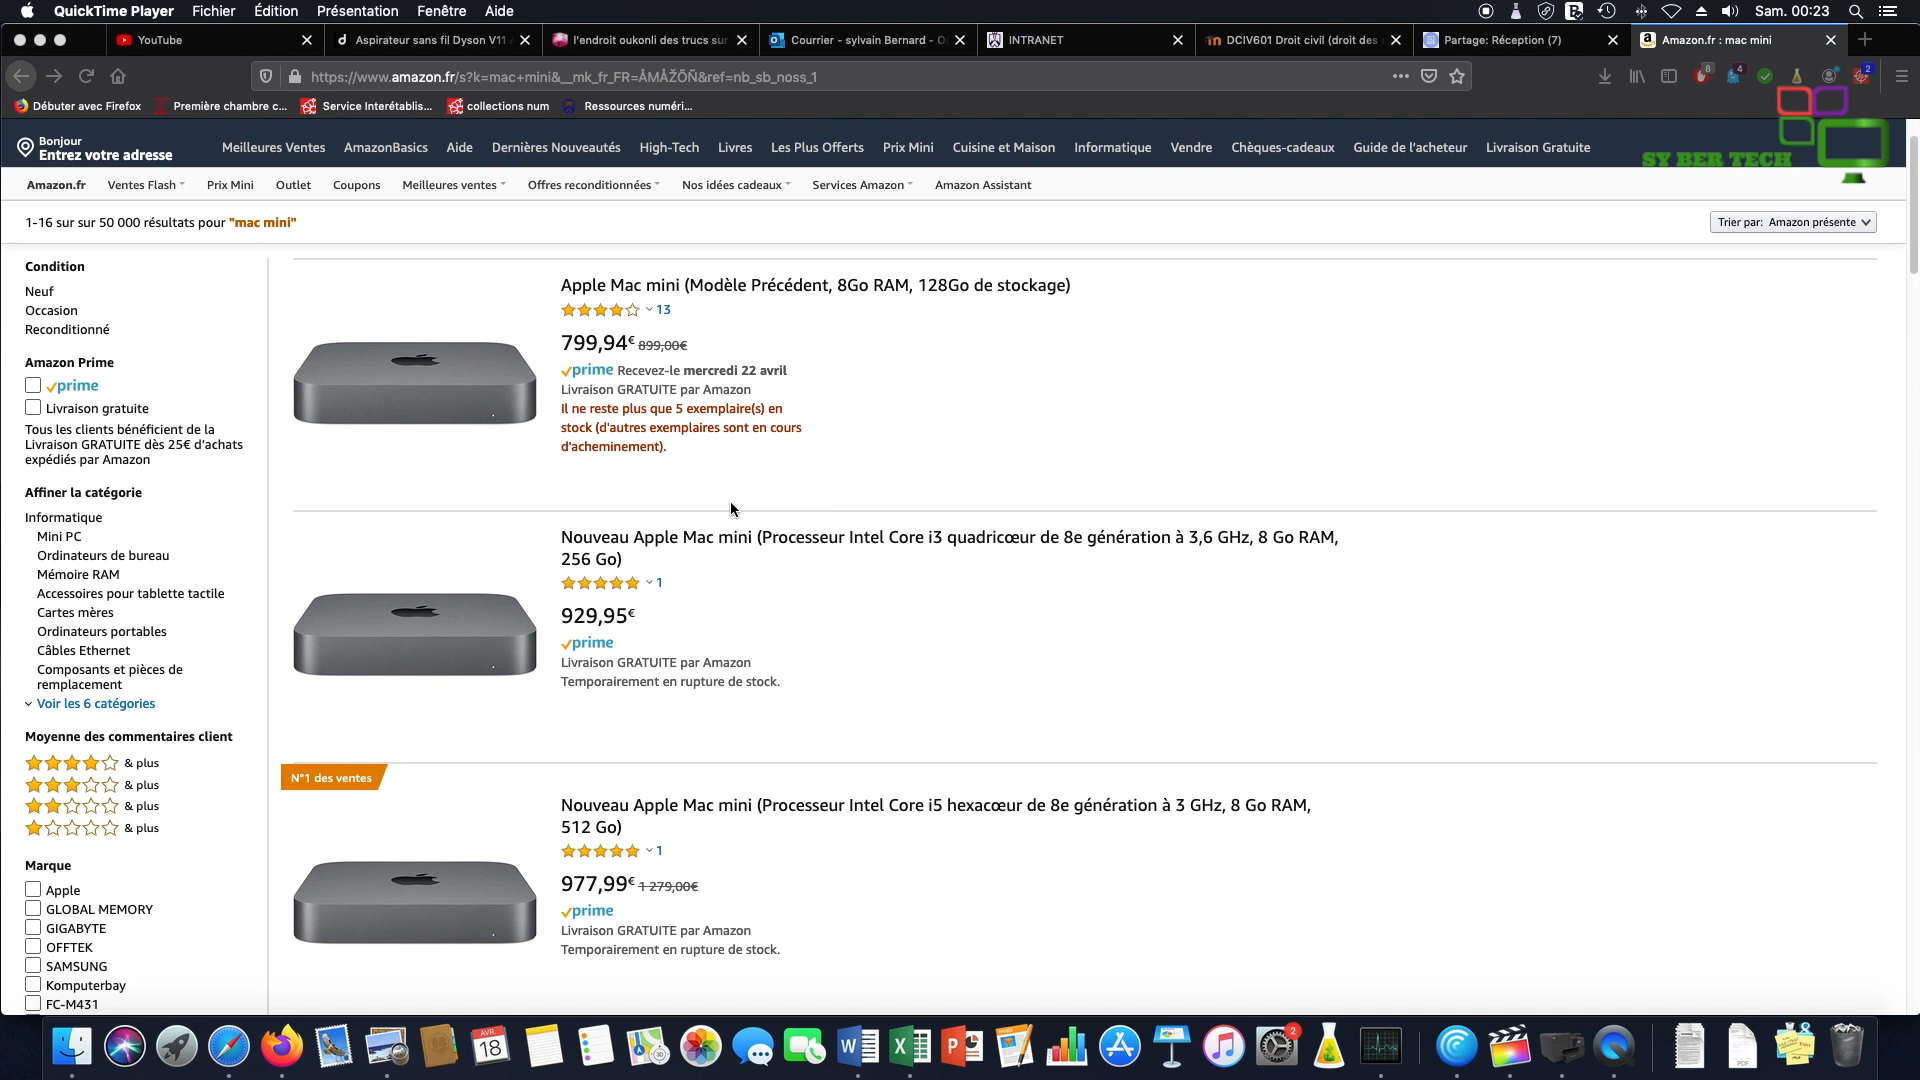 QuickTime Player Fichier Édition Présentation Fenêtre Aide Sam. 00:23
YouTube
Aspirateur sans fil Dyson V11
l'endroit oukonli des trucs sur
Courrier - sylvain Bernard - O
INTRANET
DCIV601 Droit civil (droit des
Partage: Réception (7)
Amazon.fr : mac mini
https://www.amazon.fr/s?k=mac+mini&__mk_fr_FR=ÅMÅŽÕÑ&ref=nb_sb_noss_1
8
4
2
Débuter avec Firefox
Première chambre c...
Service Interétablis...
collections num
Ressources numéri...
SY BER TECH
Bonjour
Entrez votre adresse
Meilleures Ventes AmazonBasics Aide Dernières Nouveautés High-Tech Livres Les Plus Offerts Prix Mini Cuisine et Maison Informatique Vendre Chèques-cadeaux Guide de l'acheteur Livraison Gratuite
Amazon.fr Ventes Flash Prix Mini Outlet Coupons Meilleures ventes Offres reconditionnées Nos idées cadeaux Services Amazon Amazon Assistant
1-16 sur sur 50 000 résultats pour "mac mini"
Trier par: Amazon présente
Condition
Neuf
Occasion
Reconditionné
Amazon Prime
prime
Livraison gratuite
Tous les clients bénéficient de la
Livraison GRATUITE dès 25€ d'achats
expédiés par Amazon
Affiner la catégorie
Informatique
Mini PC
Ordinateurs de bureau
Mémoire RAM
Accessoires pour tablette tactile
Cartes mères
Ordinateurs portables
Câbles Ethernet
Composants et pièces de
remplacement
Voir les 6 catégories
Moyenne des commentaires client
& plus
& plus
& plus
& plus
Marque
Apple
GLOBAL MEMORY
GIGABYTE
OFFTEK
SAMSUNG
Komputerbay
FC-M431
Apple Mac mini (Modèle Précédent, 8Go RAM, 128Go de stockage)
13
799,94€ 899,00€
prime Recevez-le mercredi 22 avril
Livraison GRATUITE par Amazon
Il ne reste plus que 5 exemplaire(s) en
stock (d'autres exemplaires sont en cours
d'acheminement).
Nouveau Apple Mac mini (Processeur Intel Core i3 quadricœur de 8e génération à 3,6 GHz, 8 Go RAM,
256 Go)
1
929,95€
prime
Livraison GRATUITE par Amazon
Temporairement en rupture de stock.
N°1 des ventes
Nouveau Apple Mac mini (Processeur Intel Core i5 hexacœur de 8e génération à 3 GHz, 8 Go RAM,
512 Go)
1
977,99€ 1 279,00€
prime
Livraison GRATUITE par Amazon
Temporairement en rupture de stock.
AVR.
18
2
PDF